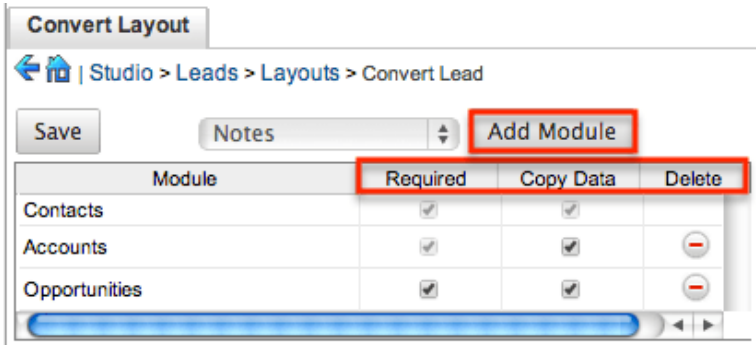 Convert Layout
| Studio > Leads > Layouts > Convert Lead
Save Notes Add Module
Module Required Copy Data Delete
Contacts
Accounts
Opportunities